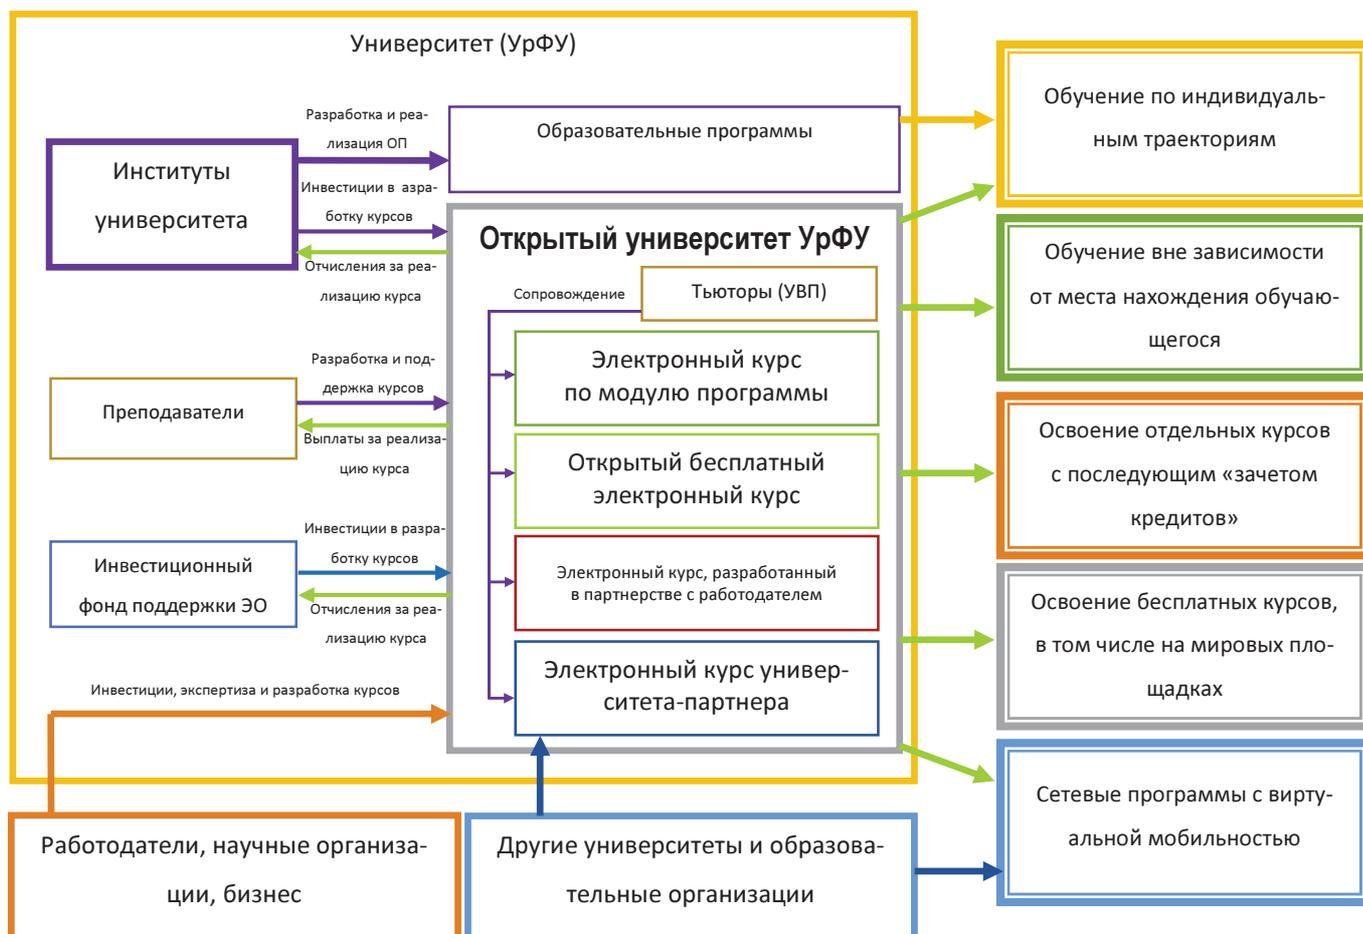 Университет (УрФУ)
Разработка и реа-
лизация ОП
Институты
университета
Инвестиции в  азра-
ботку курсов
Отчисления за реа-
лизацию курса
Образовательные программы
Открытый университет УрФУ
Сопровождение
Тьюторы (УВП)
Электронный курс
по модулю программы
Открытый бесплатный
электронный курс
Электронный курс, разработанный
в партнерстве с работодателем
Электронный курс универ-
ситета-партнера
Разработка и под-
держка курсов
Преподаватели
Выплаты за реализа-
цию курса
Инвестиции в разра-
ботку курсов
Инвестиционный
фонд поддержки ЭО
Отчисления за реа-
лизацию курса
Инвестиции, экспертиза и разработка курсов
Работодатели, научные организа-
ции, бизнес
Другие университеты и образова-
тельные организации
Обучение по индивидуаль-
ным траекториям
Обучение вне зависимости
от места нахождения обучаю-
щегося
Освоение отдельных курсов
с последующим «зачетом
кредитов»
Освоение бесплатных курсов,
в том числе на мировых пло-
щадках
Сетевые программы с вирту-
альной мобильностью